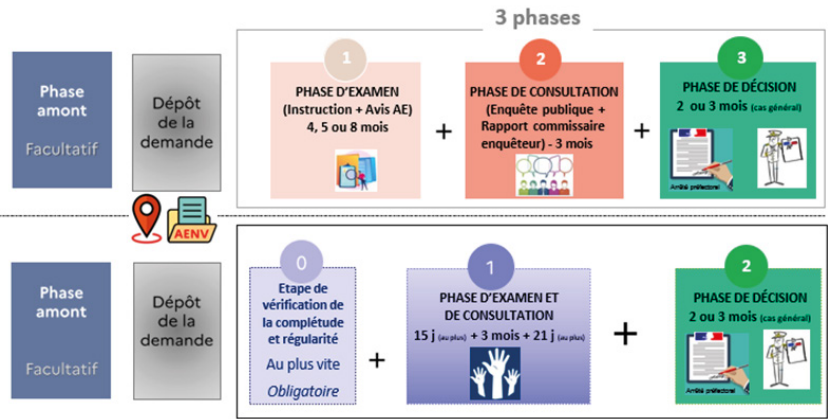 3 phases
Phase
amont
Facultatif
Dépôt
de la
demande
1
PHASE D'EXAMEN
(Instruction + Avis AE)
4, 5 ou 8 mois
+
2
PHASE DE CONSULTATION
(Enquête publique +
Rapport commissaire
enquêteur) - 3 mois
+
3
PHASE DE DÉCISION
2 ou 3 mois (cas général)
Arrêté préfectoral
AENV
Phase
amont
Facultatif
Dépôt
de la
demande
0
Etape de
vérification de
la complétude
et régularité
Au plus vite
Obligatoire
+
1
PHASE D'EXAMEN ET
DE CONSULTATION
15 j (au plus) + 3 mois + 21 j (au plus)
+
2
PHASE DE DÉCISION
2 ou 3 mois (cas général)
Arrêté préfectoral